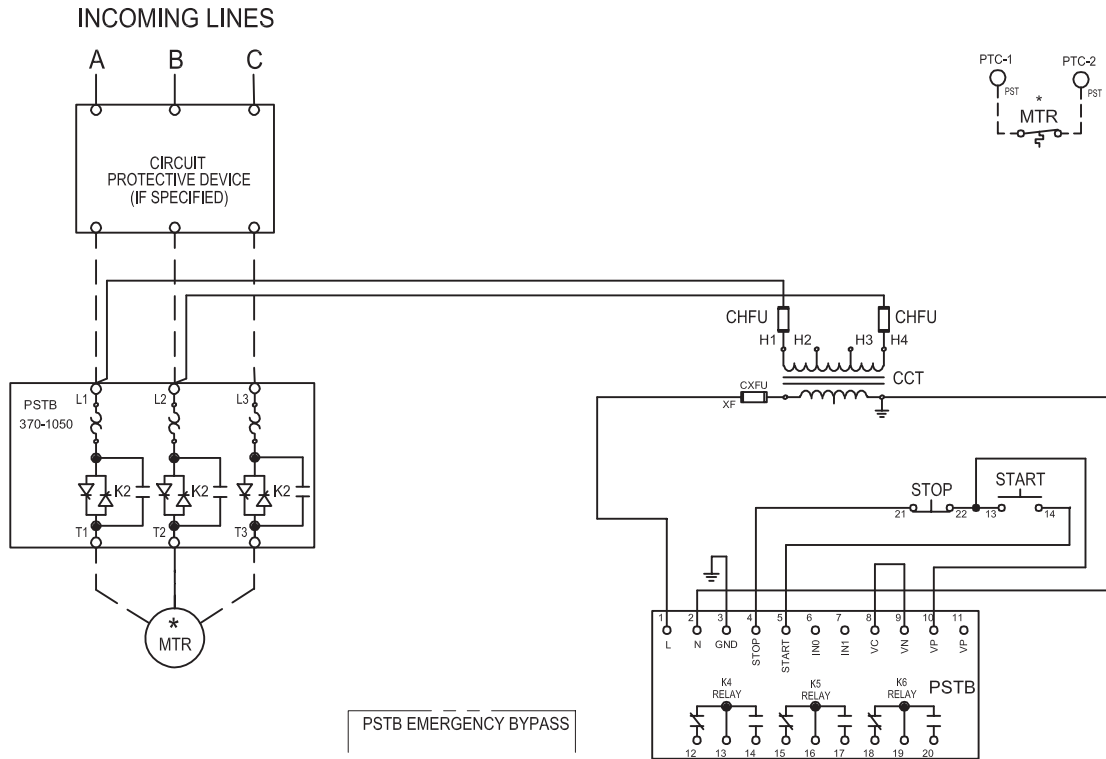 INCOMING LINES
A B C
PTC-1 PTC-2
PST PST
*
MTR
CIRCUIT
PROTECTIVE DEVICE
(IF SPECIFIED)
CHFU CHFU
H1 H2 H3 H4
CCT
CXFU
XF
PSTB
370-1050
L1 L2 L3
K2 K2 K2
T1 T2 T3
*
MTR
STOP START
21 22 13 14
1 2 3 4 5 6 7 8 9 10 11
L N GND STOP START IN0 IN1 VC VN VP VP
PSTB
K4
RELAY
K5
RELAY
K6
RELAY
12 13 14 15 16 17 18 19 20
PSTB EMERGENCY BYPASS